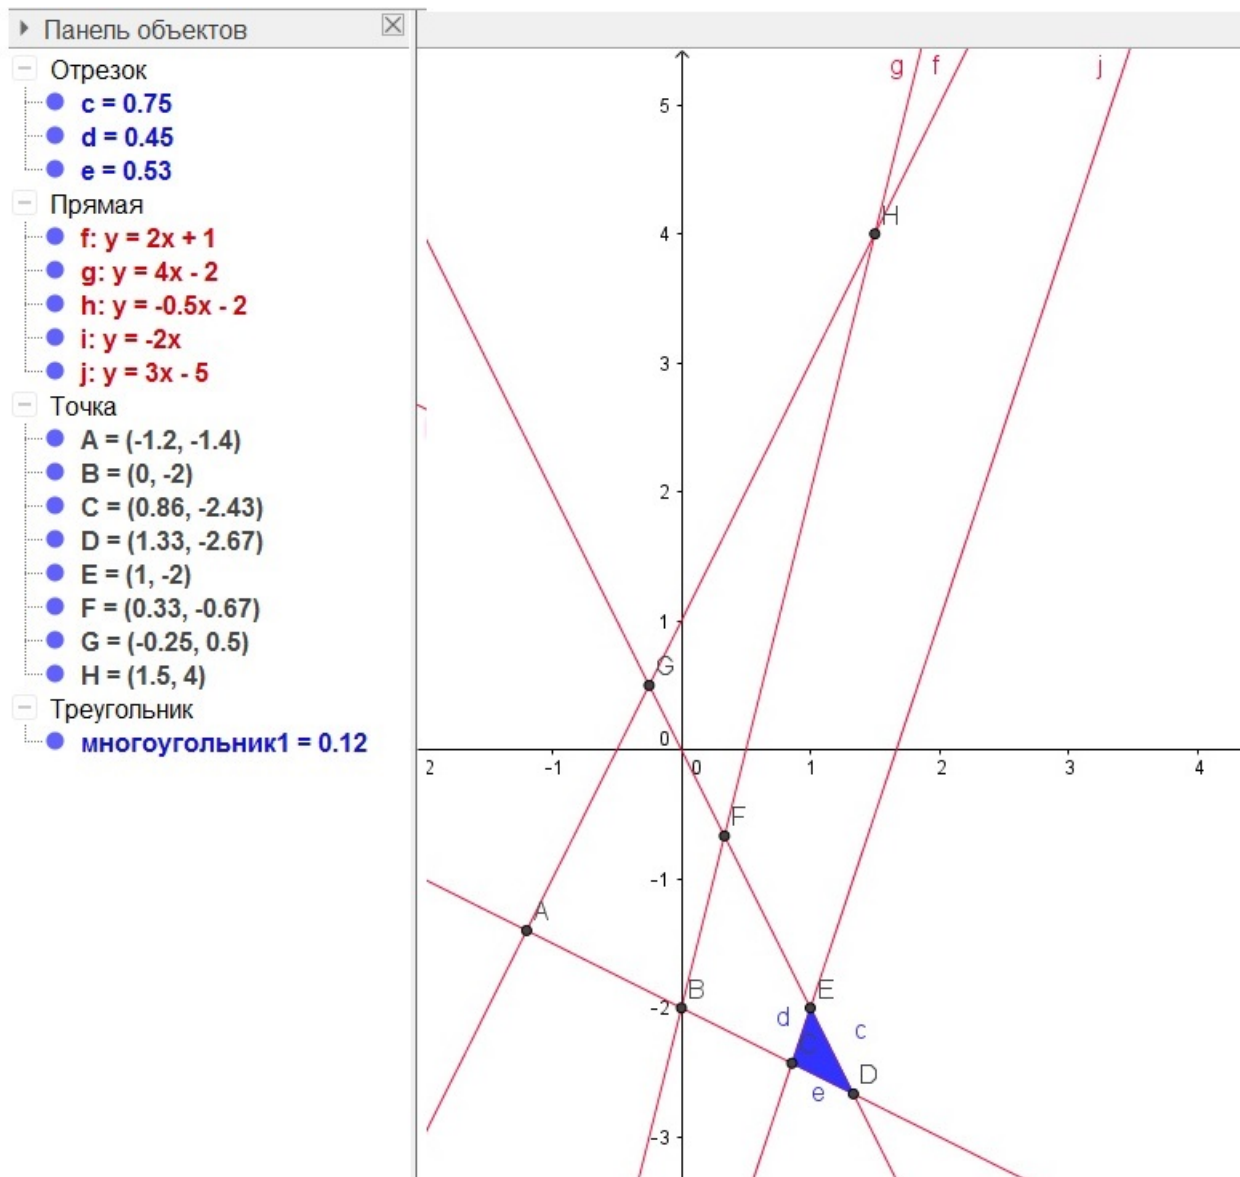 Панель объектов
Отрезок
c = 0.75
d = 0.45
e = 0.53
Прямая
f: y = 2x + 1
g: y = 4x - 2
h: y = -0.5x - 2
i: y = -2x
j: y = 3x - 5
Точка
A = (-1.2, -1.4)
B = (0, -2)
C = (0.86, -2.43)
D = (1.33, -2.67)
E = (1, -2)
F = (0.33, -0.67)
G = (-0.25, 0.5)
H = (1.5, 4)
Треугольник
многоугольник1 = 0.12
g f j
5
H
4
3
2
1
G
0
2 -1 0 1 2 3 4
F
-1
A
B E
-2
d c
C
D
e
-3